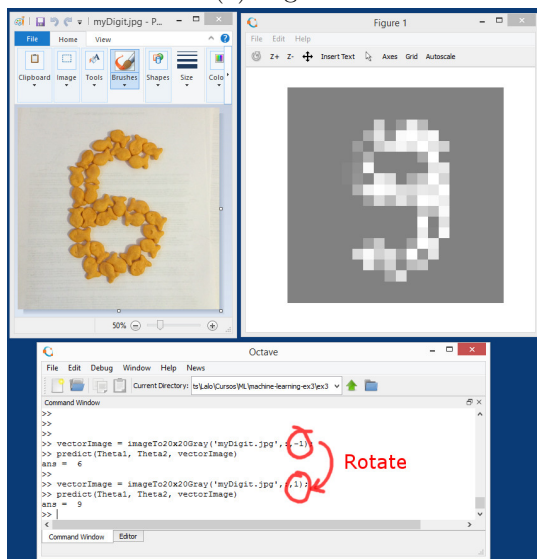 myDigit.jpg - P...
File Home View
Clipboard Image Tools Brushes Shapes Size Colo
50%
Figure 1
File Edit Help
Z+ Z- Insert Text Axes Grid Autoscale
Octave
File Edit Debug Window Help News
Current Directory: ts\Lalo\Cursos\ML\machine-learning-ex3\ex3
Command Window
>>
>>
>>
>> vectorImage = imageTo20x20Gray('myDigit.jpg',:,-1);
>> predict(Theta1, Theta2, vectorImage)
ans = 6
>>
>> vectorImage = imageTo20x20Gray('myDigit.jpg',:,1);
>> predict(Theta1, Theta2, vectorImage)
ans = 9
>>
Rotate
Command Window Editor